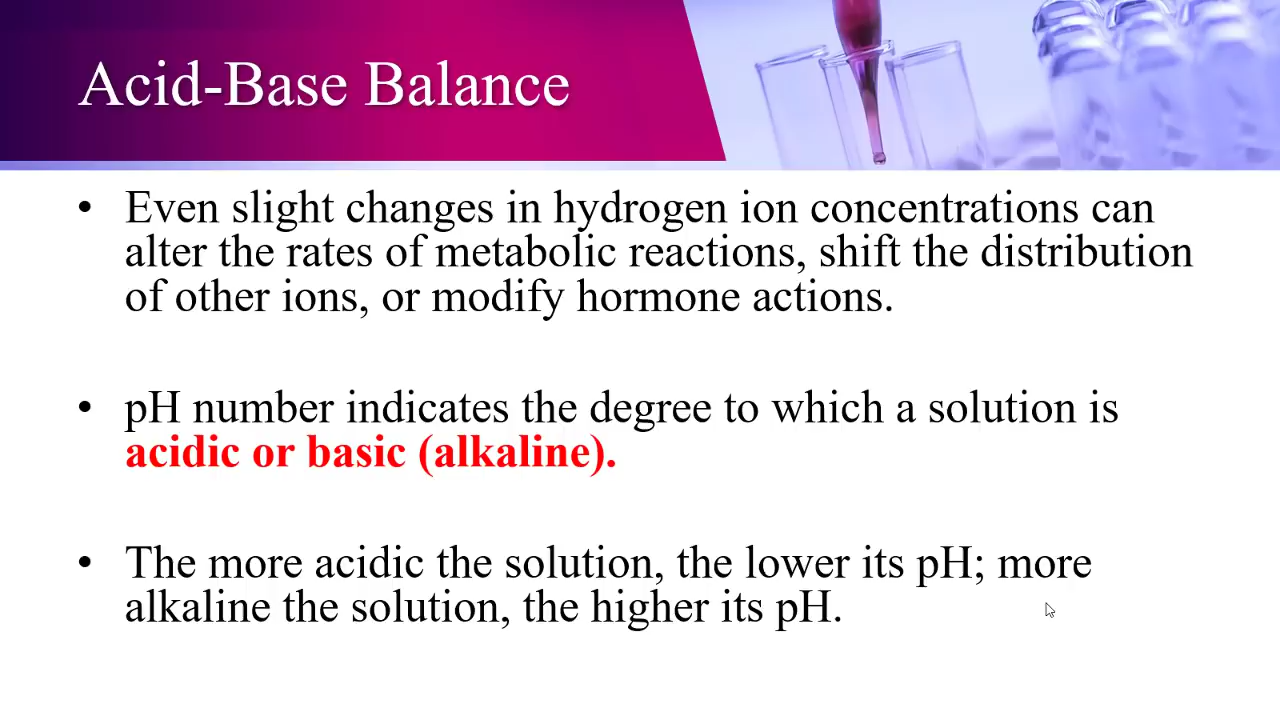 Acid-Base Balance
• Even slight changes in hydrogen ion concentrations can
alter the rates of metabolic reactions, shift the distribution
of other ions, or modify hormone actions.
• pH number indicates the degree to which a solution is
acidic or basic (alkaline).
• The more acidic the solution, the lower its pH; more
alkaline the solution, the higher its pH.